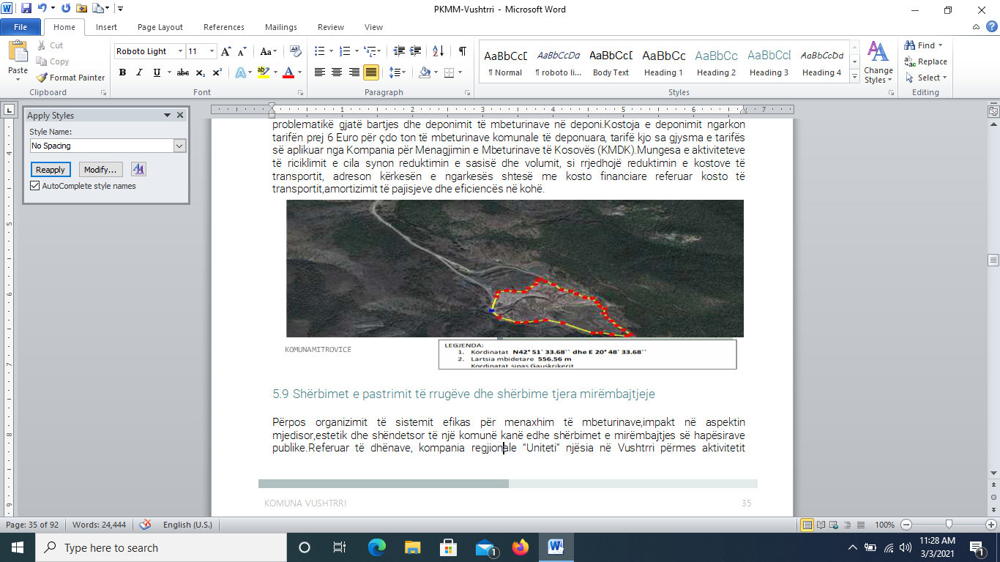 PKMM-Vushtrri - Microsoft Word
File Home Insert Page Layout References Mailings Review View
Paste
Cut
Copy
Format Painter
Clipboard
Roboto Light 11
Font
Paragraph
AaBbCcI AaBbCcDa AaBbCcI AaBbCc AaBbCc AaBbCcI AaBbCcDd
¶ Normal ¶ roboto li... Body Text Heading 1 Heading 2 Heading 3 Heading 4
Change Styles
Styles
Find
Replace
Select
Editing
Apply Styles
Style Name:
No Spacing
Reapply Modify...
AutoComplete style names
problematikë gjatë bartjes dhe deponimit të mbeturinave në deponi.Kostoja e deponimit ngarkon
tarifën prej 6 Euro për çdo ton të mbeturinave komunale të deponuara, tarifë kjo sa gjysma e tarifës
së aplikuar nga Kompania për Menagjimin e Mbeturinave të Kosovës (KMDK).Mungesa e aktiviteteve
të riciklimit e cila synon reduktimin e sasisë dhe volumit, si rrjedhojë reduktimin e kostove të
transportit, adreson kërkesën e ngarkesës shtesë me kosto financiare referuar kosto të
transportit,amortizimit të pajisjeve dhe eficiencës në kohë.
KOMUNAMITROVICE
LEGJENDA:
1. Kordinatat N42° 51` 33.68`` dhe E 20° 48` 33.68``
2. Lartsia mbidetare 556.56 m
Kordinatat sipas Gauskrikerit
5.9 Shërbimet e pastrimit të rrugëve dhe shërbime tjera mirëmbajtjeje
Përpos organizimit të sistemit efikas për menaxhim të mbeturinave,impakt në aspektin
mjedisor,estetik dhe shëndetsor të një komunë kanë edhe shërbimet e mirëmbajtjes së hapësirave
publike.Referuar të dhënave, kompania regjionale “Uniteti” njësia në Vushtrri përmes aktivitetit
KOMUNA VUSHTRRI 35
Page: 35 of 92 Words: 24,444 English (U.S.) 100%
Type here to search
11:28 AM
3/3/2021